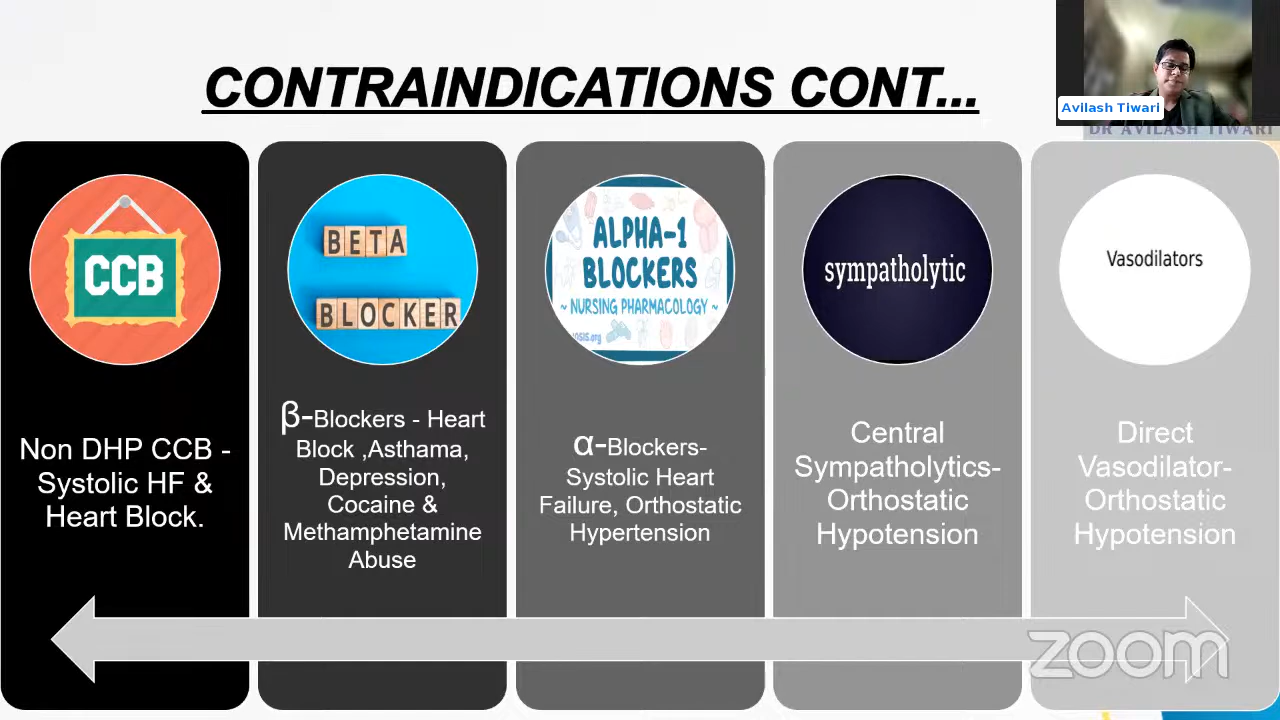 CONTRAINDICATIONS CONT...
Avilash Tiwari
DR AVILASH TIWARI
CCB
BETA
BLOCKER
ALPHA-1
BLOCKERS
~ NURSING PHARMACOLOGY ~
sympatholytic
Vasodilators
Non DHP CCB -
Systolic HF &
Heart Block.
β-Blockers - Heart
Block ,Asthama,
Depression,
Cocaine &
Methamphetamine
Abuse
α-Blockers-
Systolic Heart
Failure, Orthostatic
Hypertension
Central
Sympatholytics-
Orthostatic
Hypotension
Direct
Vasodilator-
Orthostatic
Hypotension
zoom